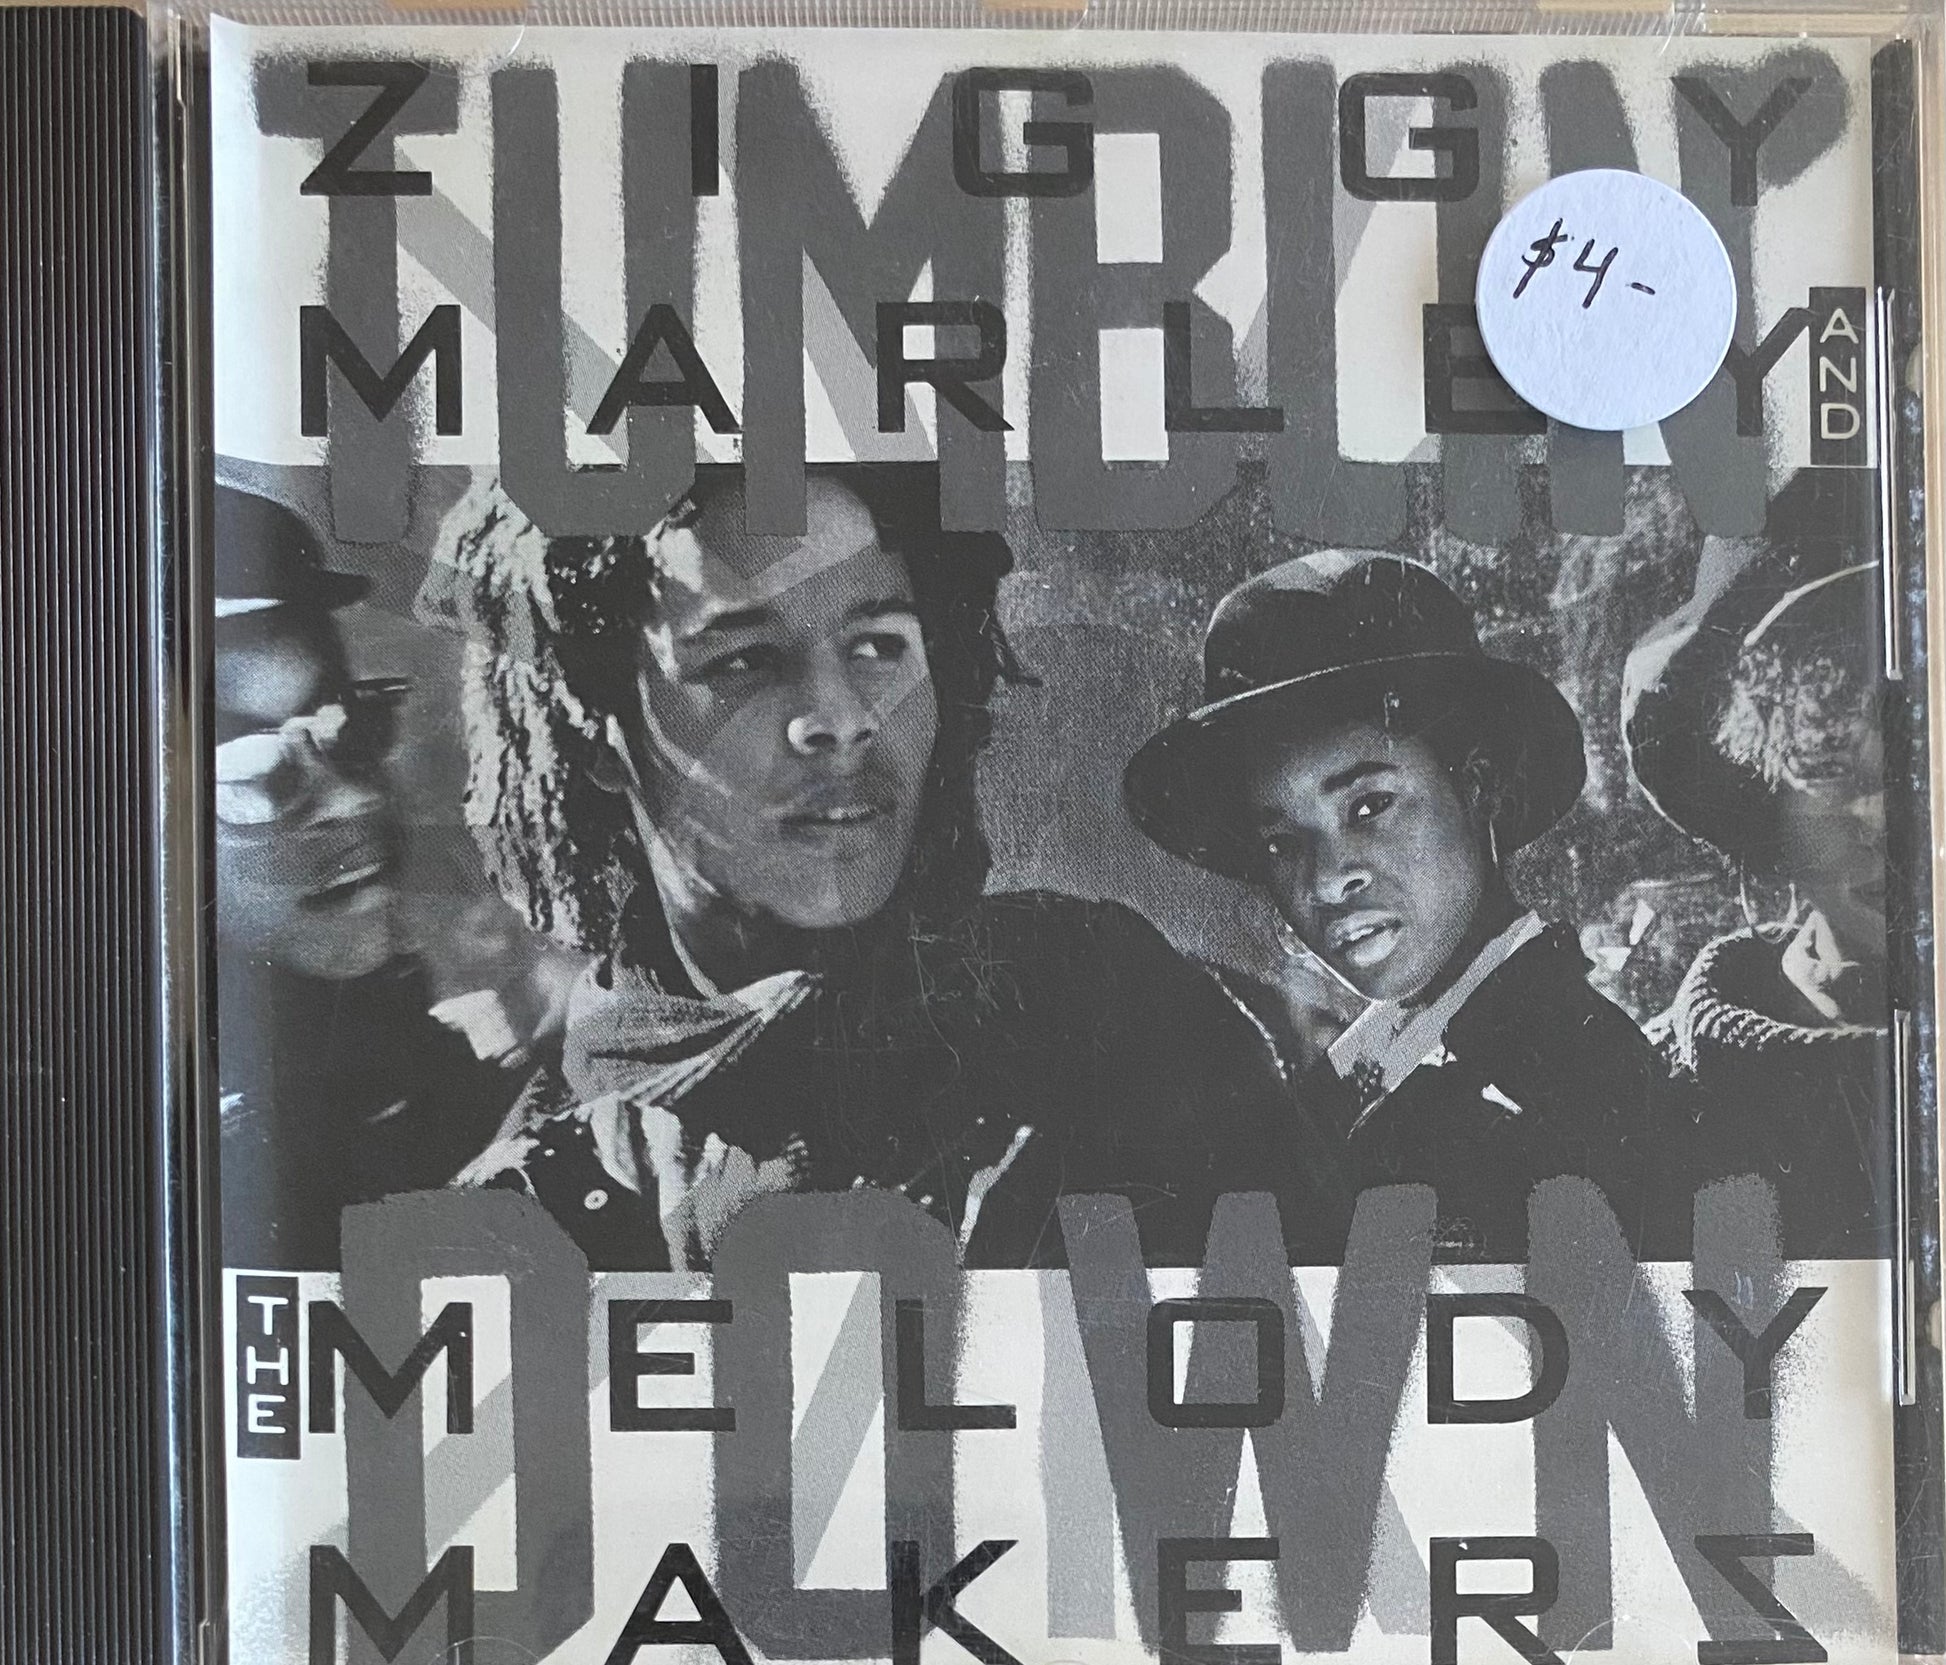 ZIGGY
TUMBLIN
$4-
MARLEY AND
DOWN
THE MELODY
MAKERS